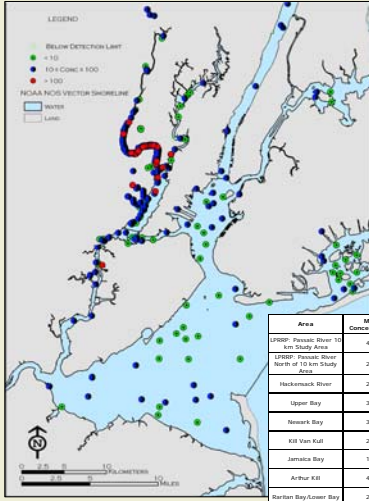 LEGEND
BELOW DETECTION LIMIT
< 10
10 ≤ CONC ≤ 100
> 100
NOAA NOS VECTOR SHORELINE
WATER
LAND
Area
LPRRP: Passaic River 10 km Study Area
LPRRP: Passaic River North of 10 km Study Area
Hackensack River
Upper Bay
Newark Bay
Kill Van Kull
Jamaica Bay
Arthur Kill
Raritan Bay/Lower Bay
N
0 2.5 5 10
KILOMETERS
0 2.5 5 10
MILES